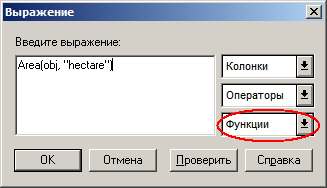 Выражение
Введите выражение:
Area(obj, "hectare")
Колонки
Операторы
Функции
OK
Отмена
Проверить
Справка